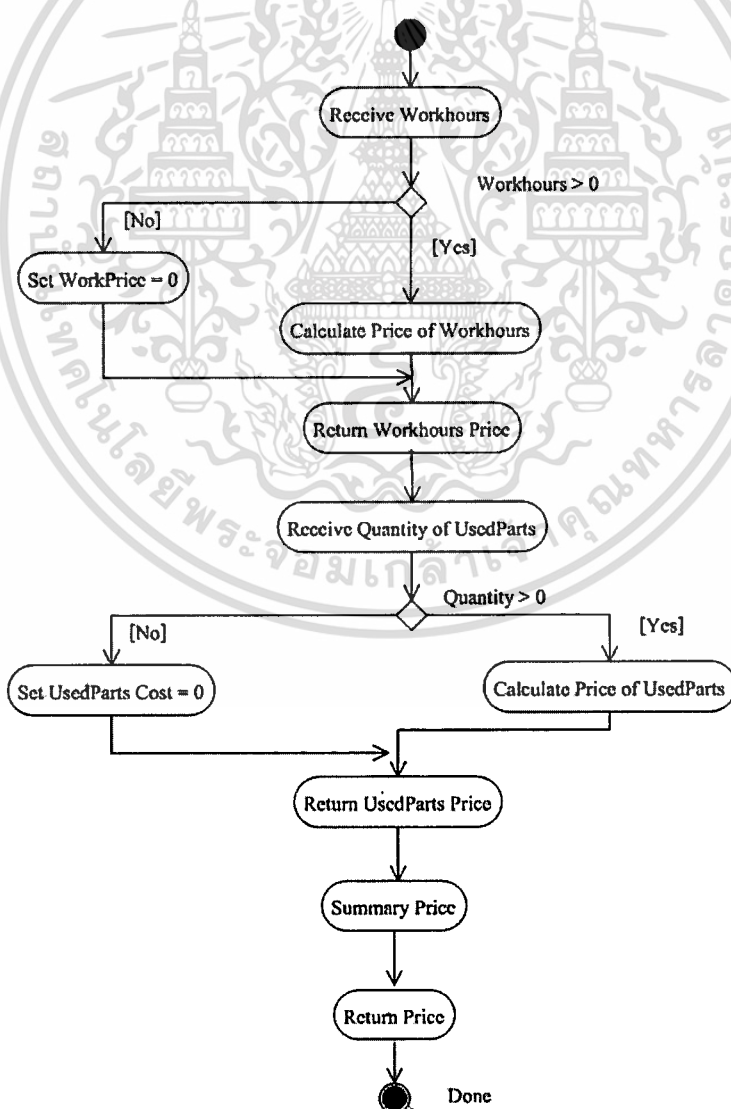 Receive Workhours
Workhours > 0
[No]
[Yes]
Set WorkPrice = 0
Calculate Price of Workhours
Return Workhours Price
Receive Quantity of UsedParts
Quantity > 0
[No]
[Yes]
Set UsedParts Cost = 0
Calculate Price of UsedParts
Return UsedParts Price
Summary Price
Return Price
Done